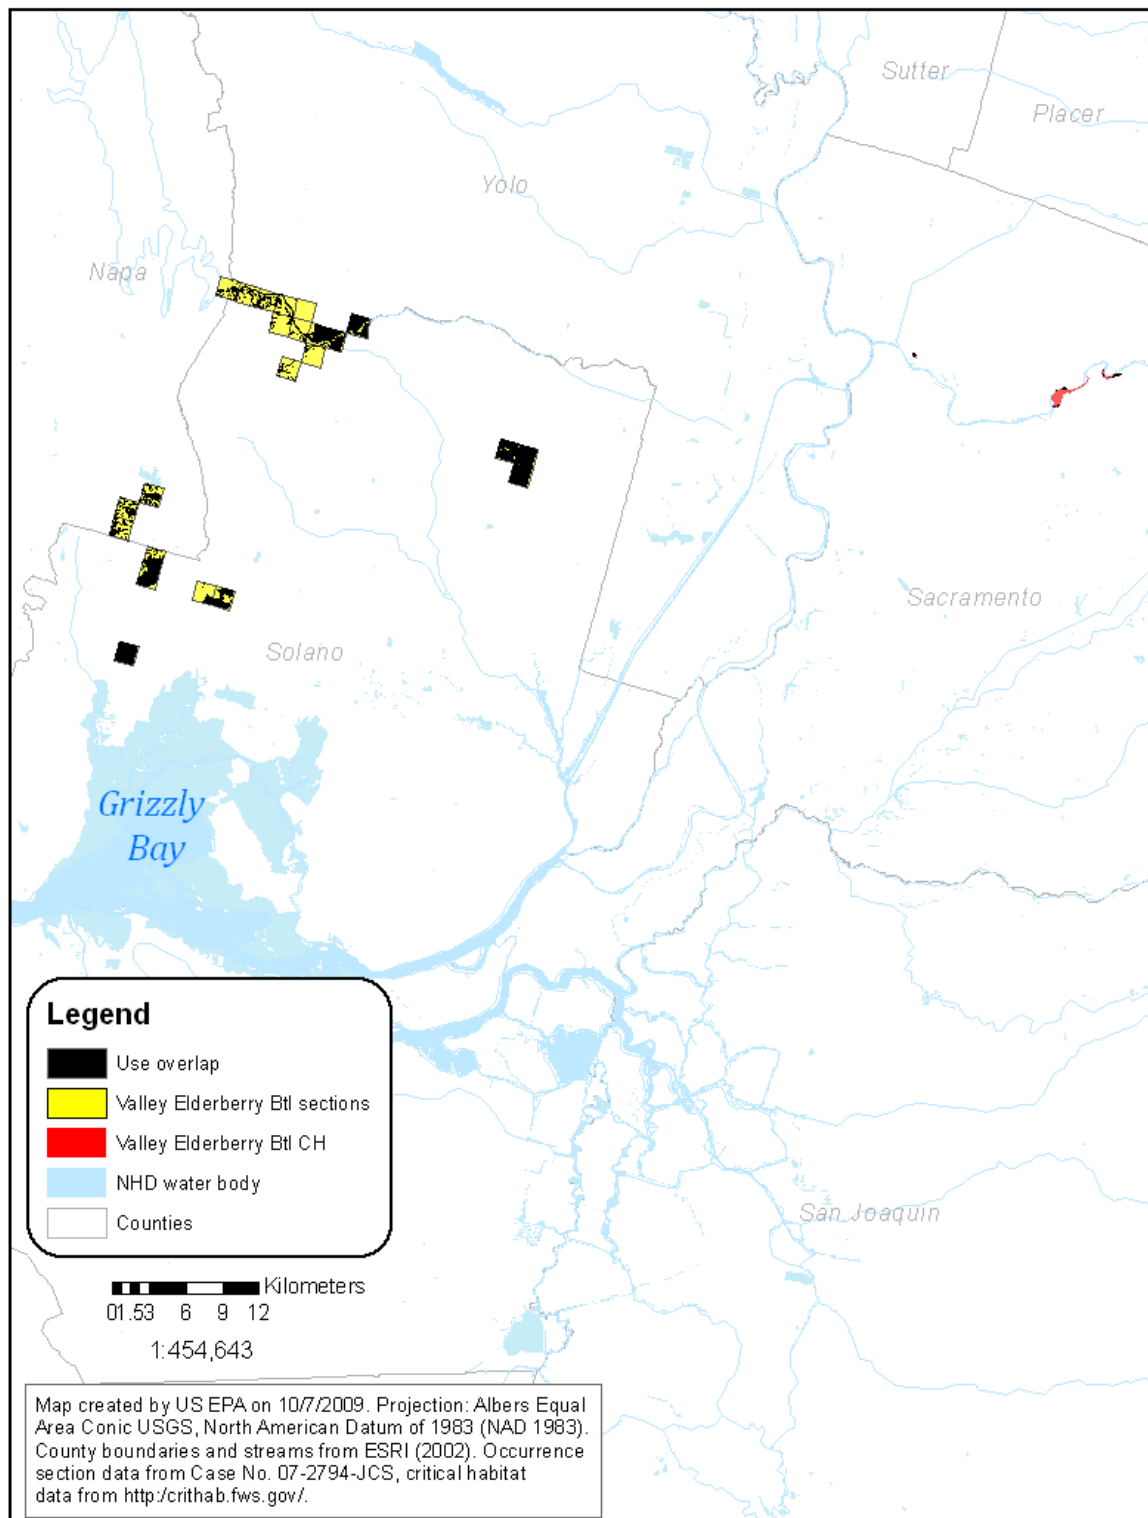 Sutter
Placer
Yolo
Napa
Sacramento
Solano
Grizzly
Bay
Legend
Use overlap
Valley Elderberry Btl sections
Valley Elderberry Btl CH
NHD water body
Counties
San Joaquin
Kilometers
01.53 6 9 12
1:454,643
Map created by US EPA on 10/7/2009. Projection: Albers Equal
Area Conic USGS, North American Datum of 1983 (NAD 1983).
County boundaries and streams from ESRI (2002). Occurrence
section data from Case No. 07-2794-JCS, critical habitat
data from http:/crithab.fws.gov/.